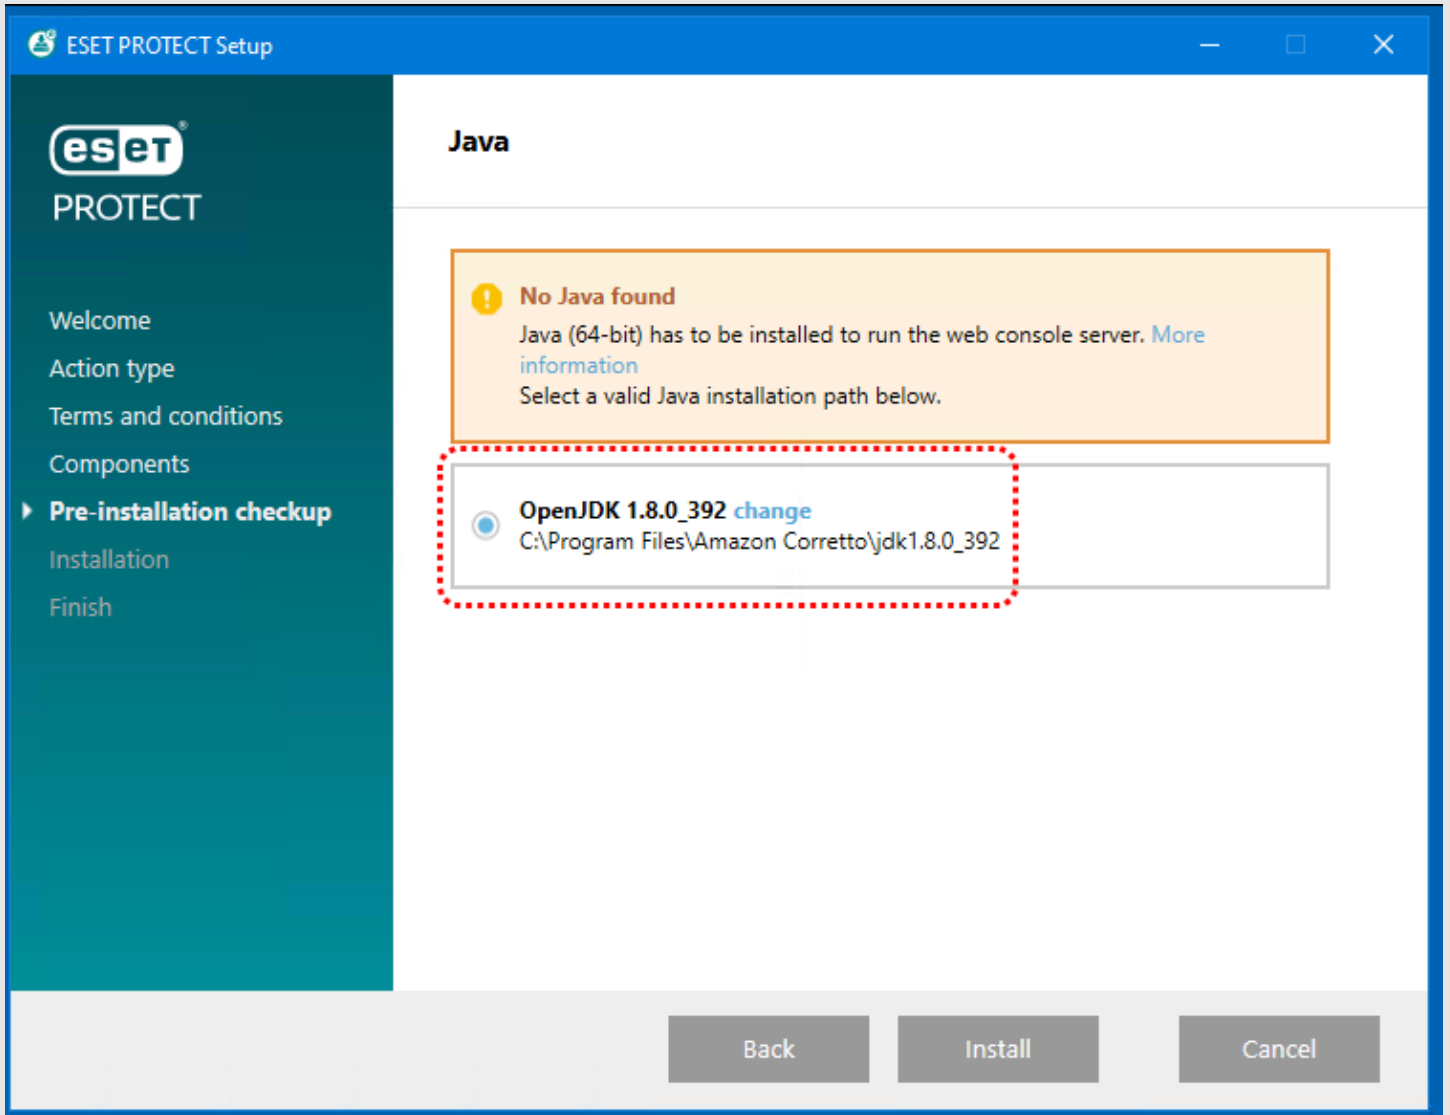 ESET PROTECT Setup
eset®
PROTECT
Welcome
Action type
Terms and conditions
Components
Pre-installation checkup
Installation
Finish
Java
No Java found
Java (64-bit) has to be installed to run the web console server. More
information
Select a valid Java installation path below.
OpenJDK 1.8.0_392 change
C:\Program Files\Amazon Corretto\jdk1.8.0_392
Back
Install
Cancel